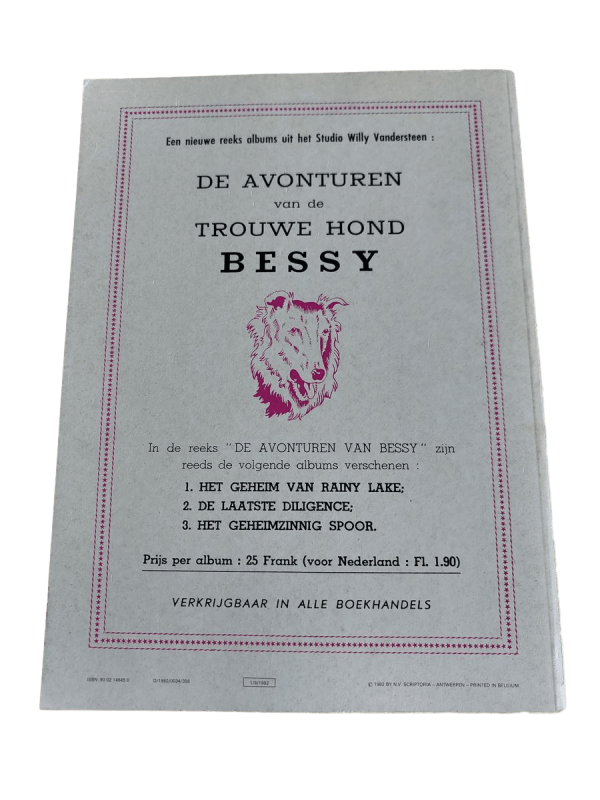 Een nieuwe reeks albums uit het Studio Willy Vandersteen :
DE AVONTUREN
van de
TROUWE HOND
BESSY
In de reeks "DE AVONTUREN VAN BESSY" zijn
reeds de volgende albums verschenen :
1. HET GEHEIM VAN RAINY LAKE;
2. DE LAATSTE DILIGENCE;
3. HET GEHEIMZINNIG SPOOR.
Prijs per album : 25 Frank (voor Nederland : Fl. 1.90)
VERKRIJGBAAR IN ALLE BOEKHANDELS
ISBN 90 02
© 1982 BY N.V. SCRIPTORIA – ANTWERPEN – PRINTED IN BELGIUM